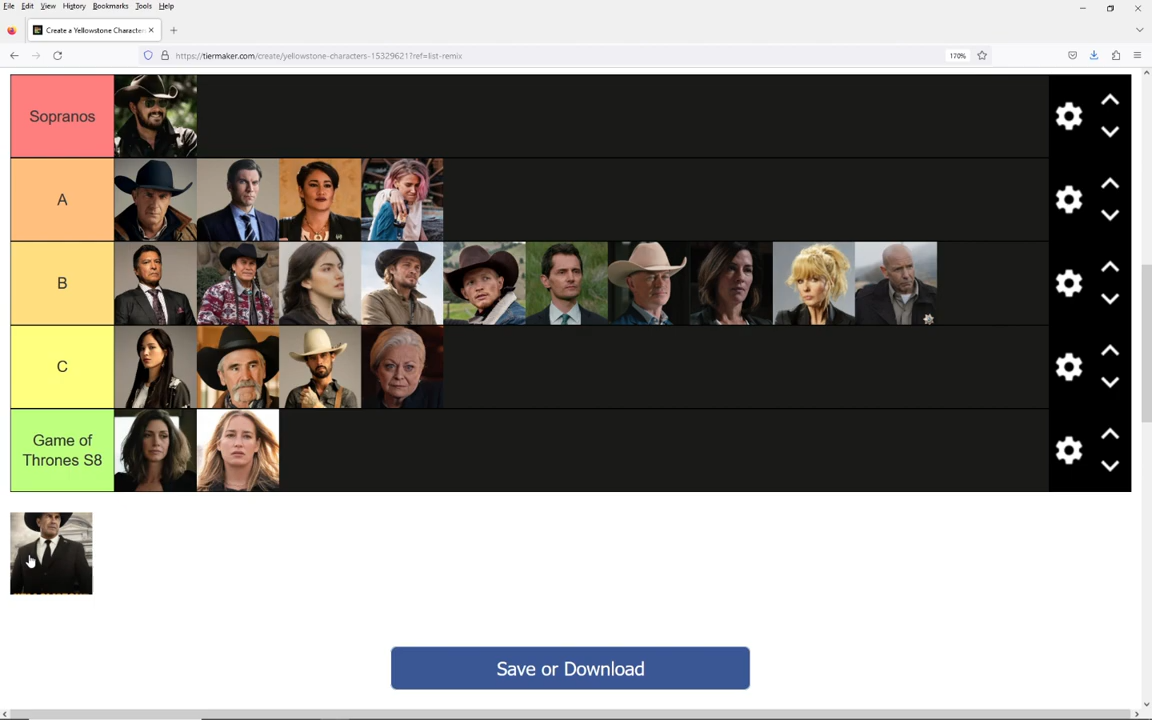 File Edit View History Bookmarks Tools Help
Create a Yellowstone Character
https://tiermaker.com/create/yellowstone-characters-15329621?ref=list-remix
170%
Sopranos
A
B
C
Game of
Thrones S8
Save or Download